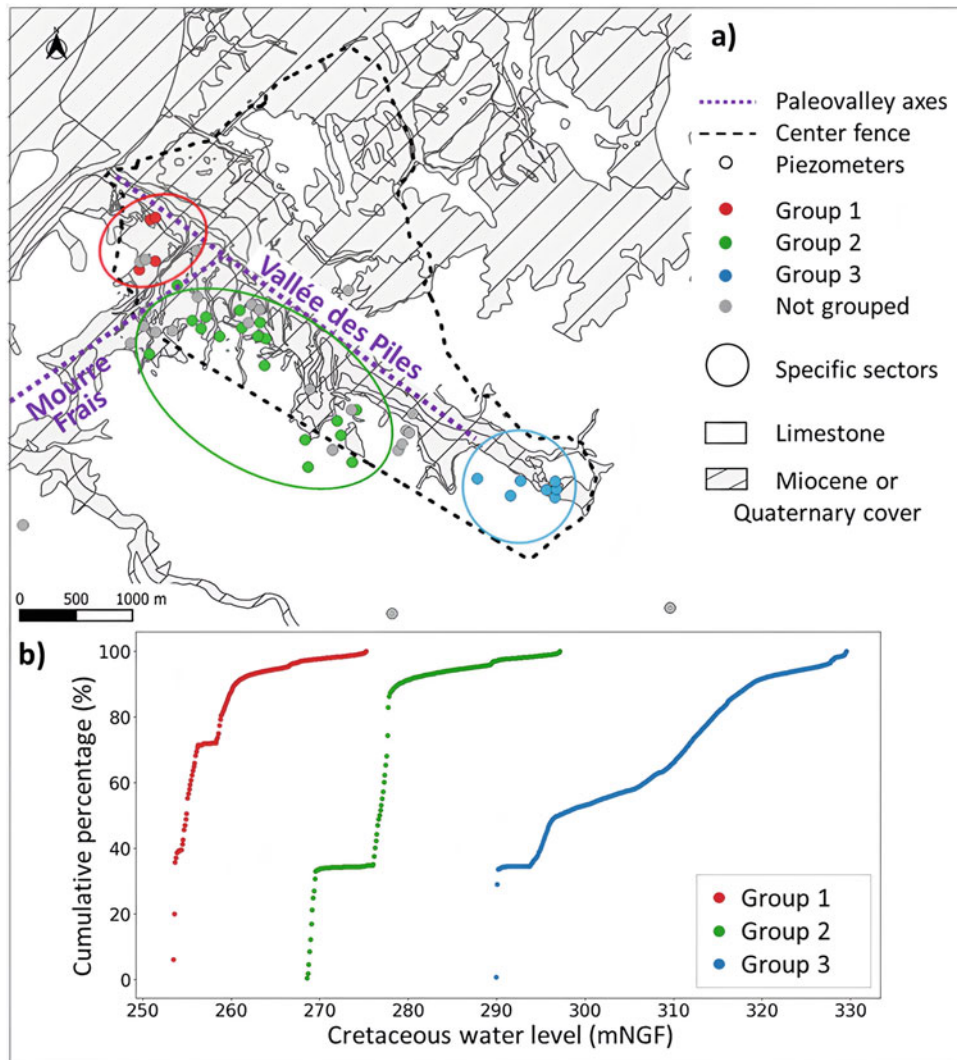 a)
Paleovalley axes
Center fence
Piezometers
Group 1
Group 2
Group 3
Not grouped
Specific sectors
Limestone
Miocene or
Quaternary cover
Vallée des Piles
Mourre
Frais
0 500 1000 m
b)
Cumulative percentage (%)
100
80
60
40
20
0
250 260 270 280 290 300 310 320 330
Cretaceous water level (mNGF)
Group 1
Group 2
Group 3